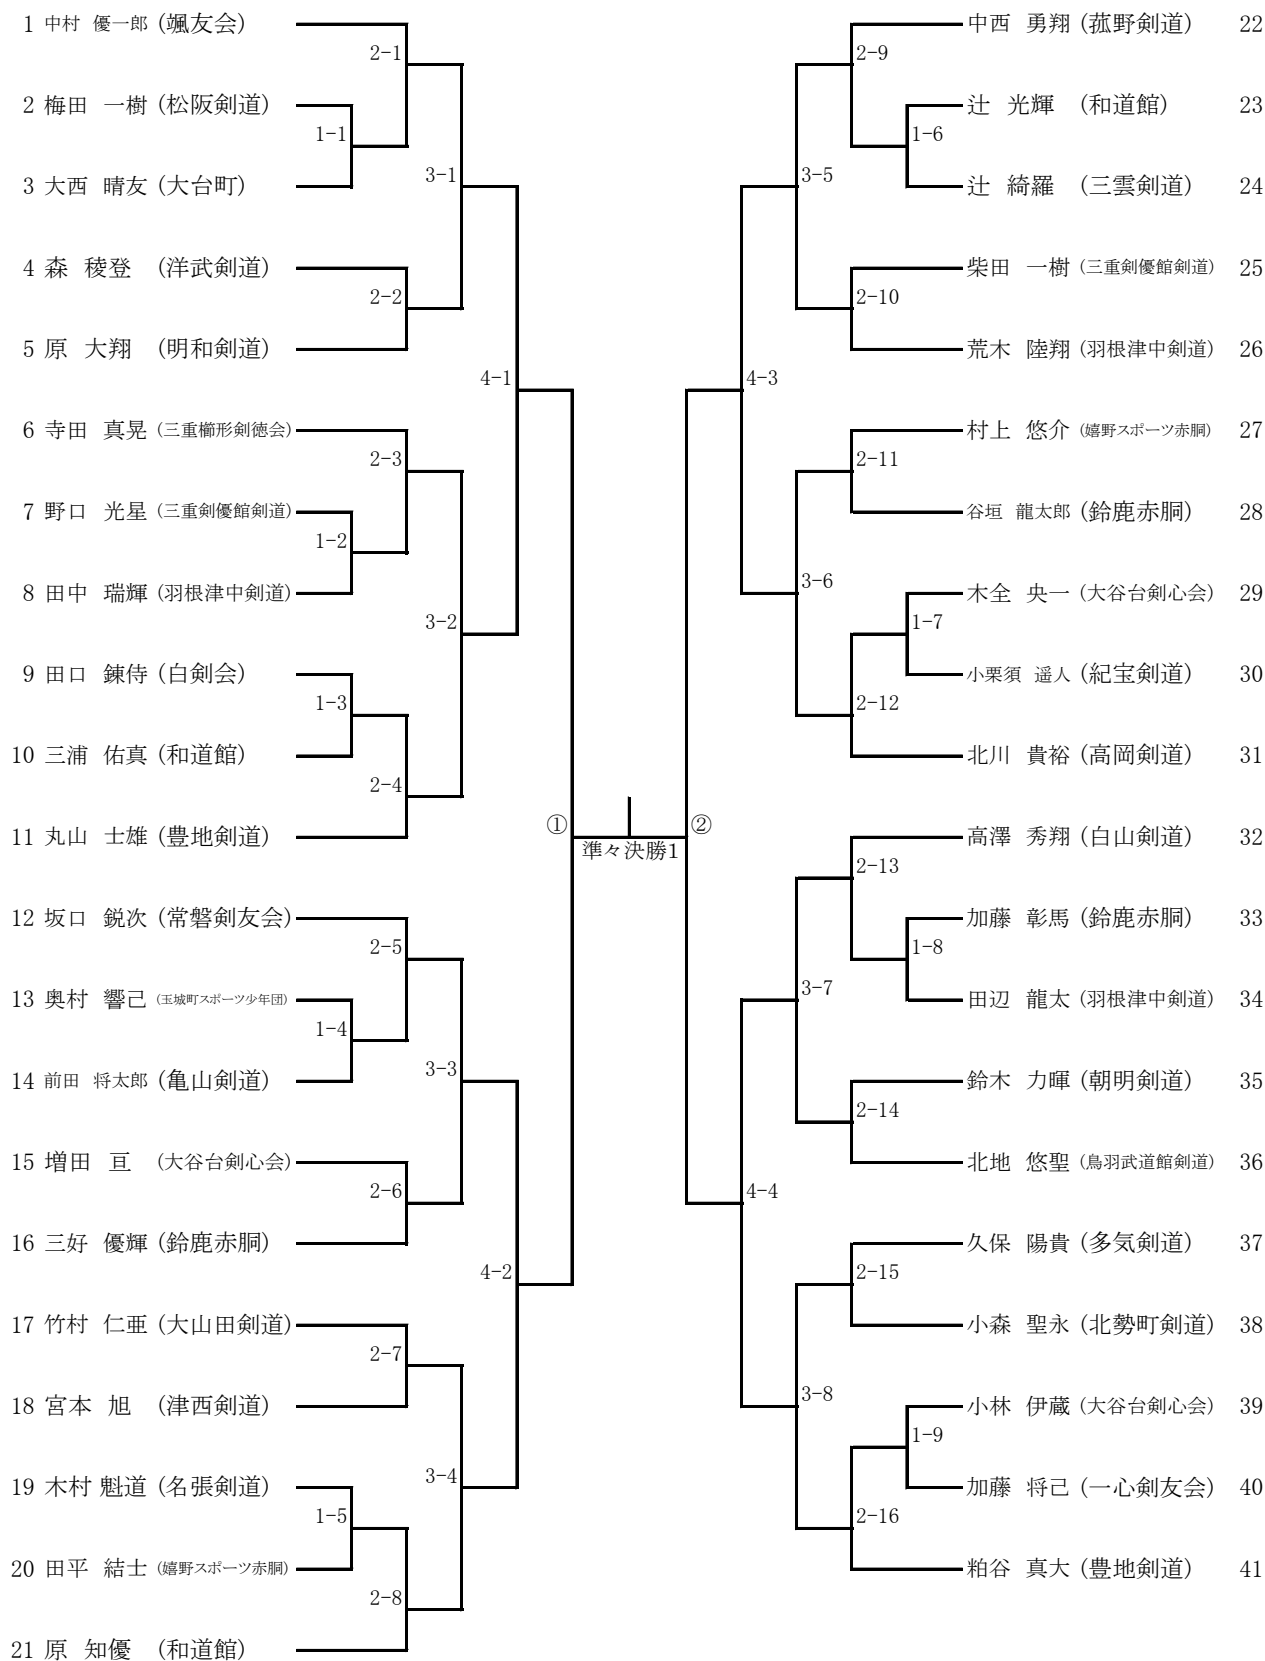 1 中村 優一郎 (颯友会)
2-1
2 梅田 一樹 (松阪剣道)
1-1
3 大西 晴友 (大台町)
3-1
4 森 稜登 (洋武剣道)
2-2
5 原 大翔 (明和剣道)
4-1
6 寺田 真晃 (三重櫛形剣徳会)
2-3
7 野口 光星 (三重剣優館剣道)
1-2
8 田中 瑞輝 (羽根津中剣道)
3-2
9 田口 錬侍 (白剣会)
1-3
10 三浦 佑真 (和道館)
2-4
11 丸山 士雄 (豊地剣道)
①
準々決勝1
②
12 坂口 鋭次 (常磐剣友会)
2-5
13 奥村 響己 (玉城町スポーツ少年団)
1-4
14 前田 将太郎 (亀山剣道)
3-3
15 増田 亘 (大谷台剣心会)
2-6
16 三好 優輝 (鈴鹿赤胴)
4-2
17 竹村 仁亜 (大山田剣道)
2-7
18 宮本 旭 (津西剣道)
3-4
19 木村 魁道 (名張剣道)
1-5
20 田平 結士 (嬉野スポーツ赤胴)
2-8
21 原 知優 (和道館)
中西 勇翔 (菰野剣道) 22
2-9
辻 光輝 (和道館) 23
1-6
辻 綺羅 (三雲剣道) 24
3-5
柴田 一樹 (三重剣優館剣道) 25
2-10
荒木 陸翔 (羽根津中剣道) 26
4-3
村上 悠介 (嬉野スポーツ赤胴) 27
2-11
谷垣 龍太郎 (鈴鹿赤胴) 28
3-6
木全 央一 (大谷台剣心会) 29
1-7
小栗須 遥人 (紀宝剣道) 30
2-12
北川 貴裕 (高岡剣道) 31
高澤 秀翔 (白山剣道) 32
2-13
加藤 彰馬 (鈴鹿赤胴) 33
1-8
田辺 龍太 (羽根津中剣道) 34
3-7
鈴木 力暉 (朝明剣道) 35
2-14
北地 悠聖 (鳥羽武道館剣道) 36
4-4
久保 陽貴 (多気剣道) 37
2-15
小森 聖永 (北勢町剣道) 38
3-8
小林 伊蔵 (大谷台剣心会) 39
1-9
加藤 将己 (一心剣友会) 40
2-16
粕谷 真大 (豊地剣道) 41